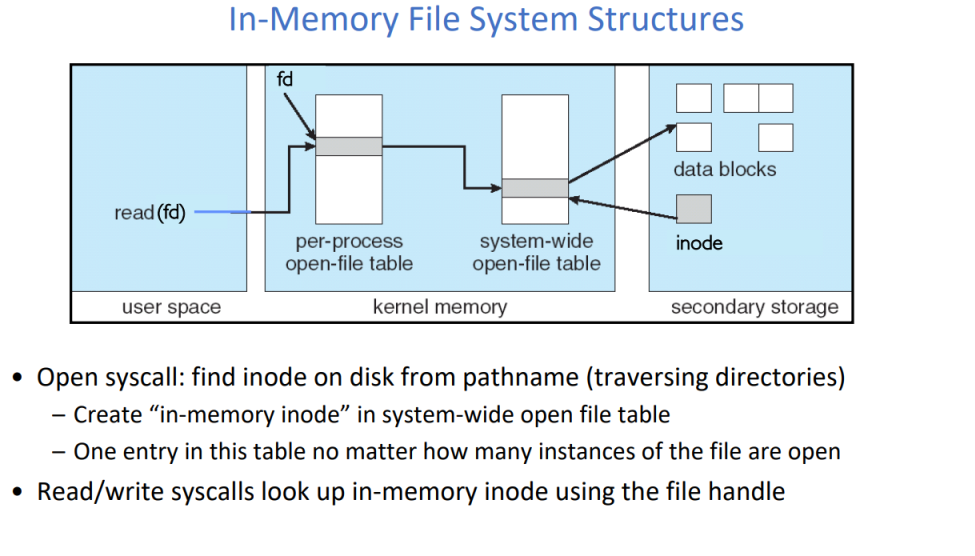 In-Memory File System Structures
fd
read(fd)
per-process
open-file table
system-wide
open-file table
data blocks
inode
user space
kernel memory
secondary storage
• Open syscall: find inode on disk from pathname (traversing directories)
– Create “in-memory inode” in system-wide open file table
– One entry in this table no matter how many instances of the file are open
• Read/write syscalls look up in-memory inode using the file handle